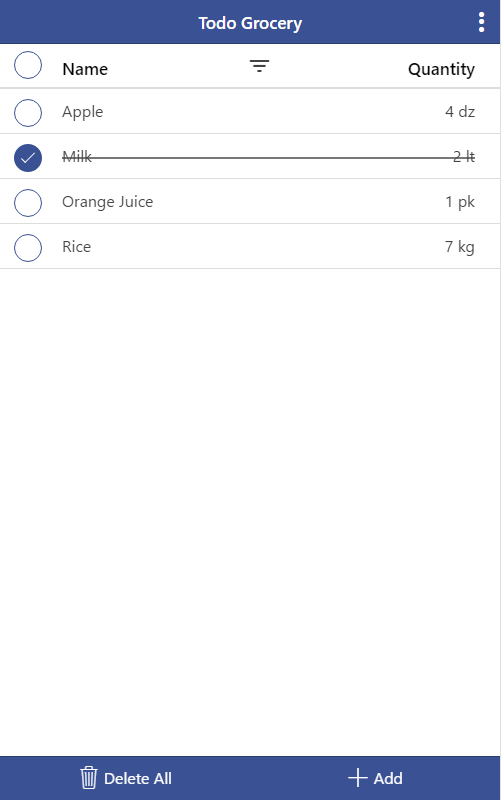 Todo Grocery
Name Quantity
Apple 4 dz
Milk 2 lt
Orange Juice 1 pk
Rice 7 kg
Delete All Add